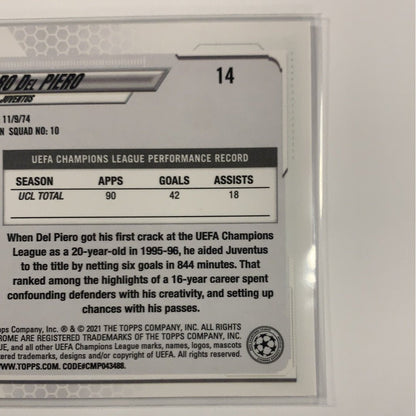 RO DEL PIERO
14
JUVENTUS
11/9/74
N SQUAD NO: 10
UEFA CHAMPIONS LEAGUE PERFORMANCE RECORD
SEASON APPS GOALS ASSISTS
UCL TOTAL 90 42 18
When Del Piero got his first crack at the UEFA Champions
League as a 20-year-old in 1995-96, he aided Juventus
to the title by netting six goals in 844 minutes. That
ranked among the highlights of a 16-year career spent
confounding defenders with his creativity, and setting up
chances with his passes.
pps Company, Inc. ® & © 2021 THE TOPPS COMPANY, INC. ALL RIGHTS
ROME ARE REGISTERED TRADEMARKS OF THE TOPPS COMPANY, INC.
UE, and all other UEFA Champions League marks, names, logos, mascots
tered trademarks, designs and/or copyright of UEFA. All rights
WWW.TOPPS.COM. CODE#CMP043488.